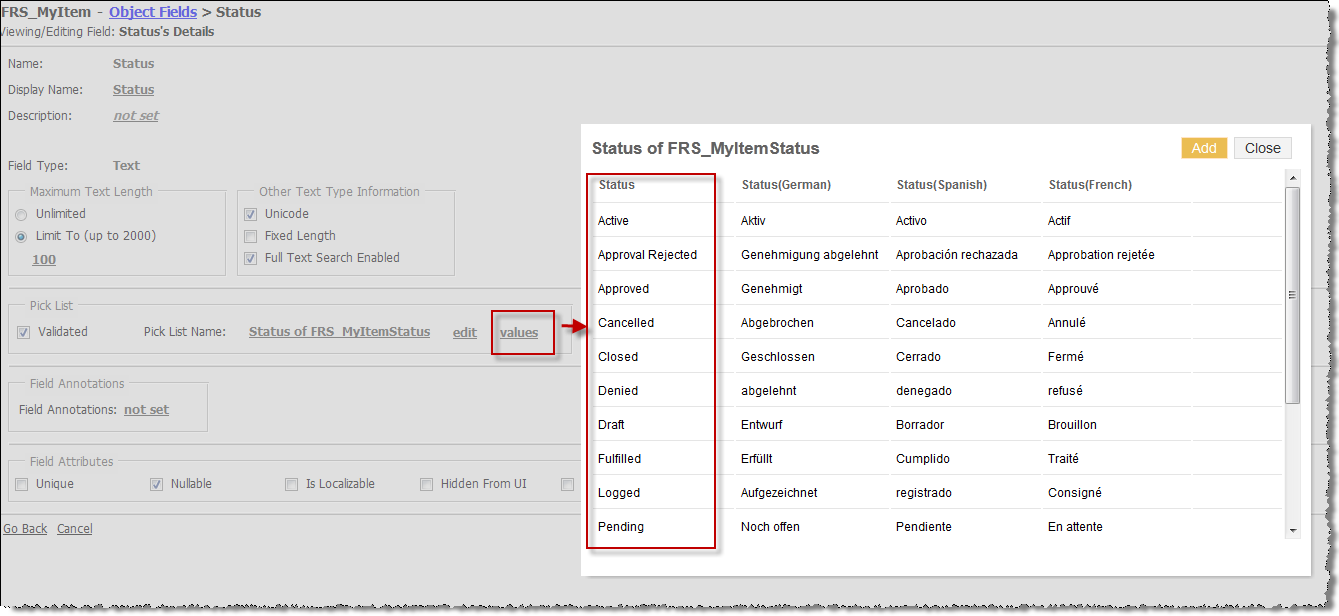 FRS_MyItem - Object Fields > Status
Viewing/Editing Field: Status's Details
Name: Status
Display Name: Status
Description: not set
Field Type: Text
Maximum Text Length
Unlimited
Limit To (up to 2000)
100
Other Text Type Information
Unicode
Fixed Length
Full Text Search Enabled
Pick List
Validated Pick List Name: Status of FRS_MyItemStatus edit values
Field Annotations
Field Annotations: not set
Field Attributes
Unique Nullable Is Localizable Hidden From UI
Go Back Cancel
Status of FRS_MyItemStatus Add Close
Status Status(German) Status(Spanish) Status(French)
Active Aktiv Activo Actif
Approval Rejected Genehmigung abgelehnt Aprobación rechazada Approbation rejetée
Approved Genehmigt Aprobado Approuvé
Cancelled Abgebrochen Cancelado Annulé
Closed Geschlossen Cerrado Fermé
Denied abgelehnt denegado refusé
Draft Entwurf Borrador Brouillon
Fulfilled Erfüllt Cumplido Traité
Logged Aufgezeichnet registrado Consigné
Pending Noch offen Pendiente En attente